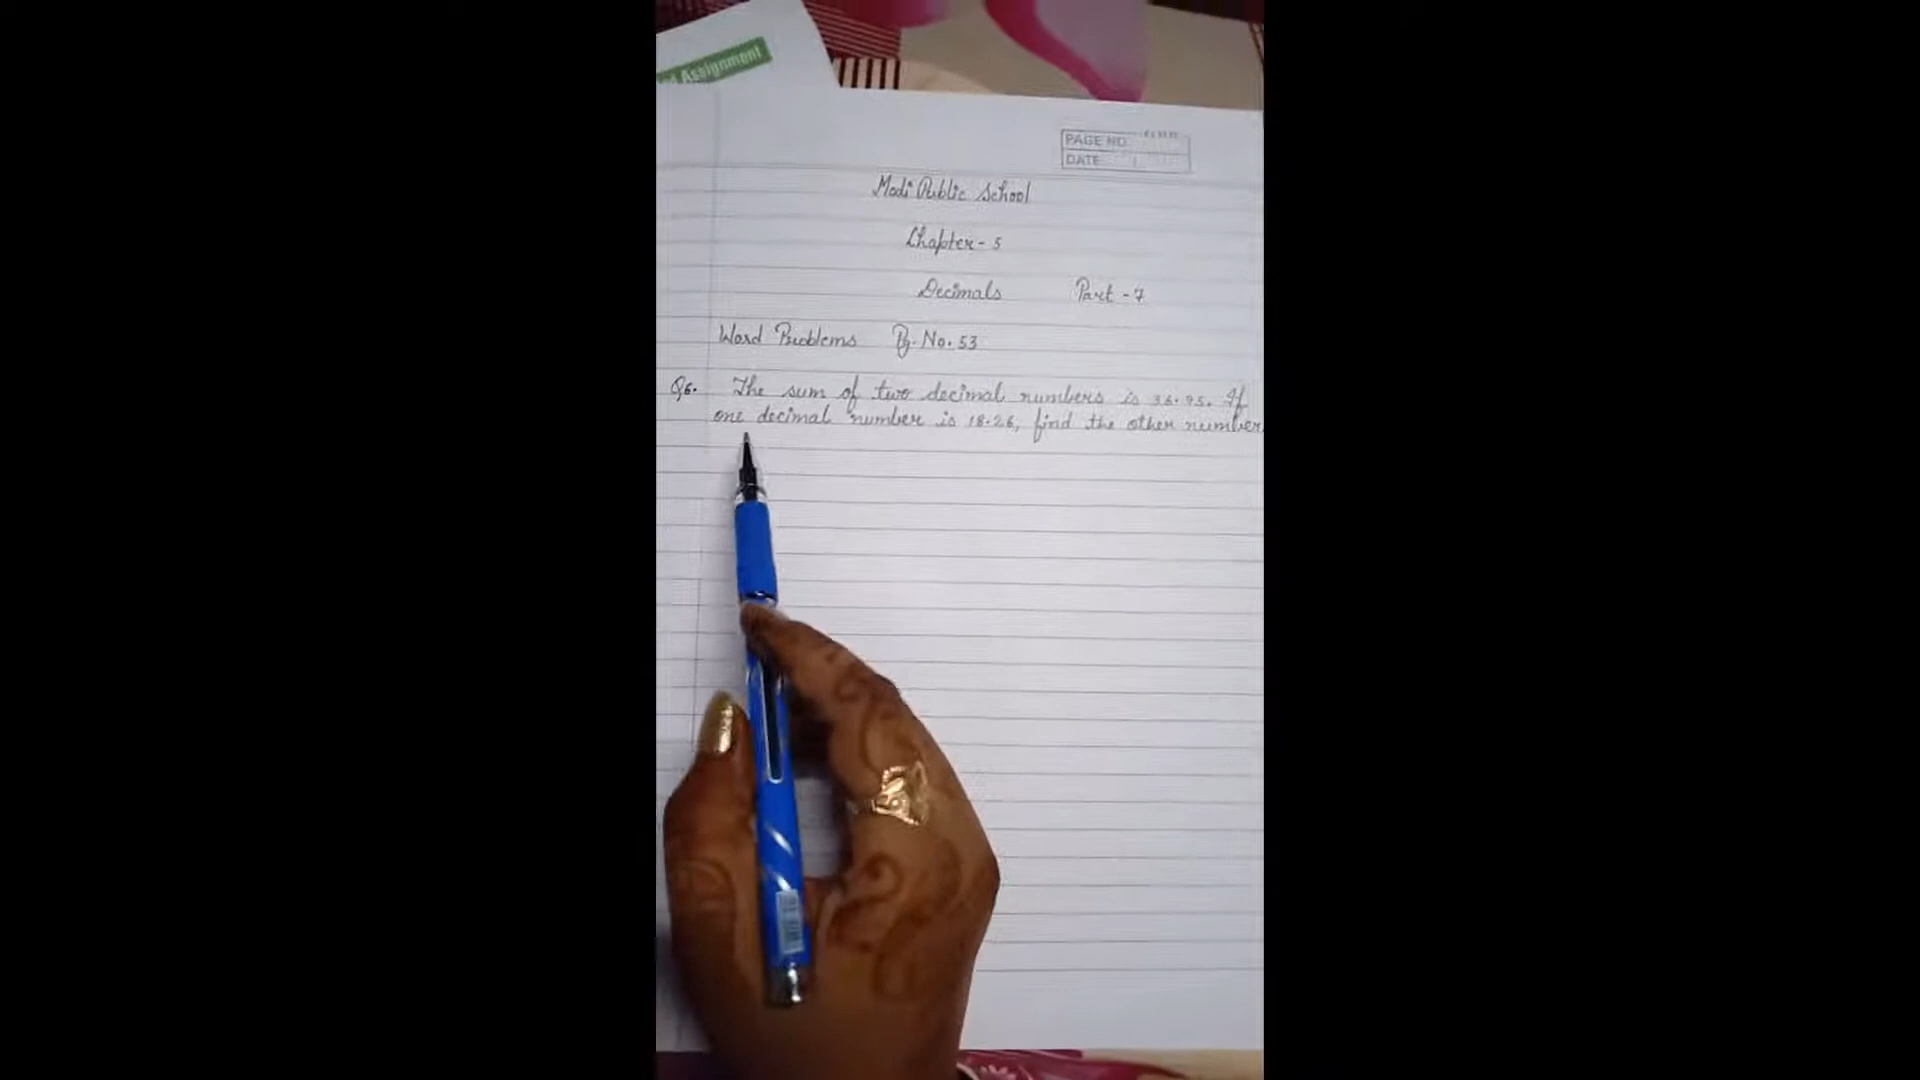 Assignment
PAGE NO.
DATE
Modi Public School
Chapter - 5
Decimals Part - 7
Word Problems Pg. No. 53
Q6. The sum of two decimal numbers is 36.95. If
one decimal number is 18.26, find the other number.